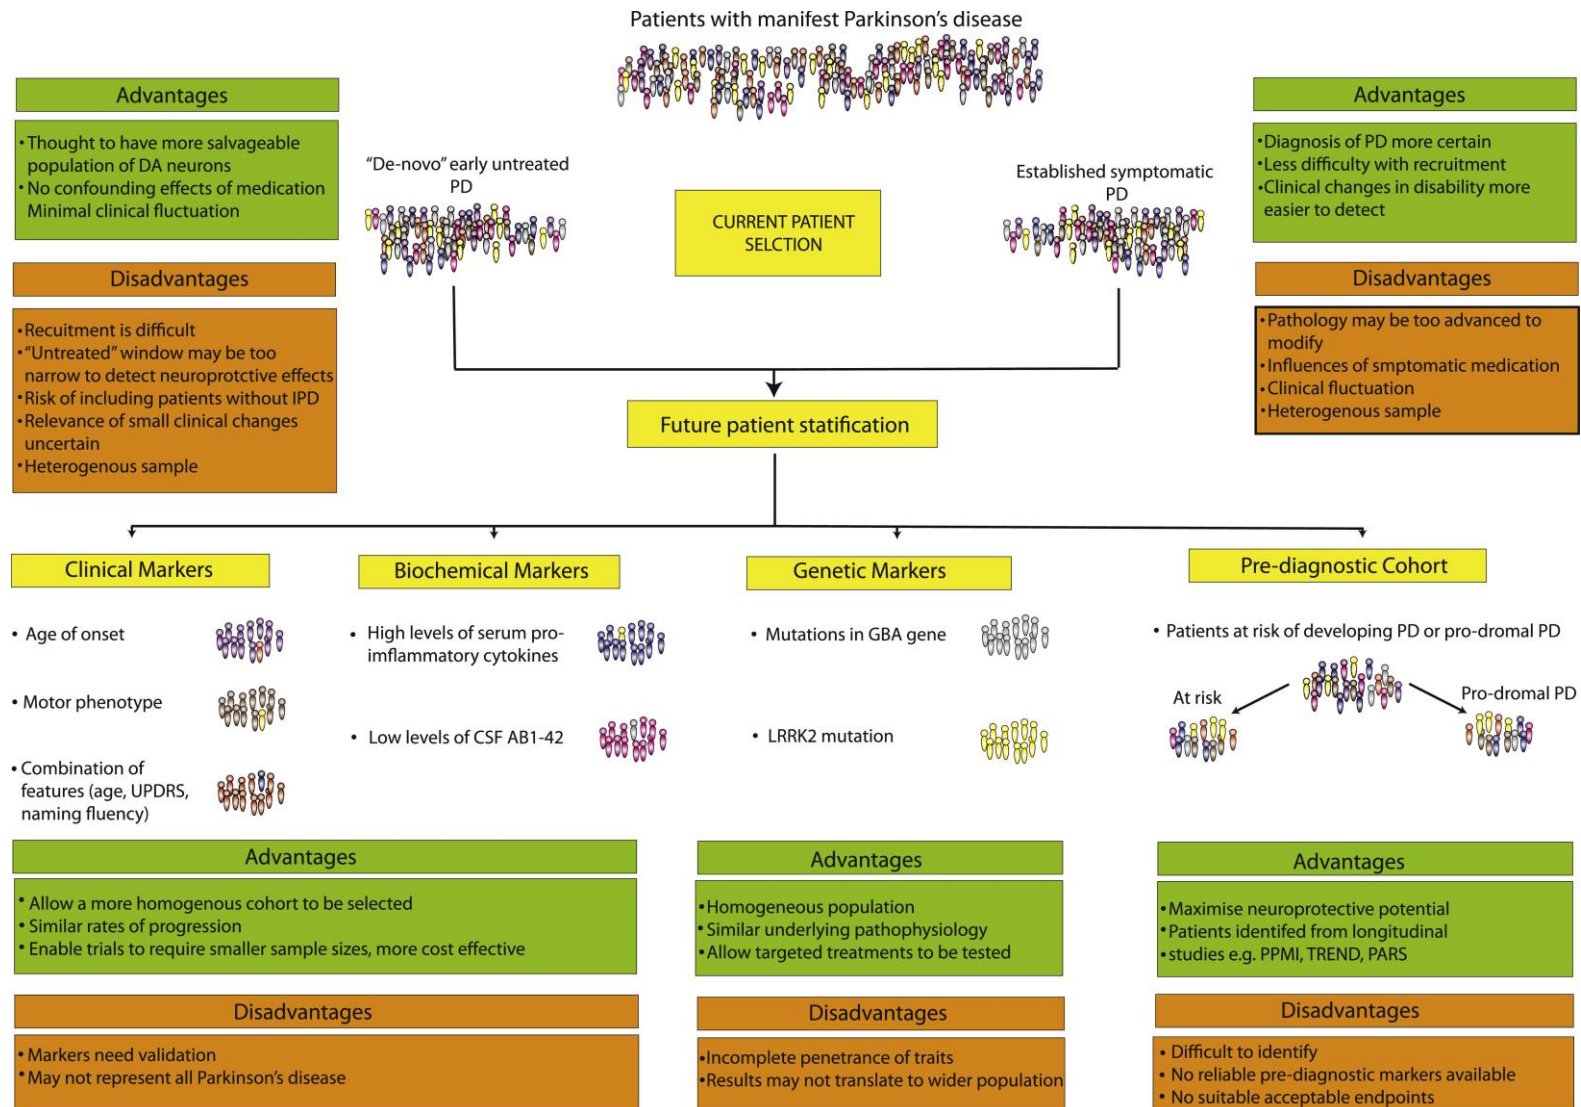 Patients with manifest Parkinson's disease
Advantages
•Thought to have more salvageable
population of DA neurons
•No confounding effects of medication
Minimal clinical fluctuation
Disadvantages
•Recuitment is difficult
•"Untreated" window may be too
narrow to detect neuroprotctive effects
•Risk of including patients without IPD
•Relevance of small clinical changes
uncertain
•Heterogenous sample
"De-novo" early untreated
PD
CURRENT PATIENT
SELCTION
Established symptomatic
PD
Advantages
•Diagnosis of PD more certain
•Less difficulty with recruitment
•Clinical changes in disability more
easier to detect
Disadvantages
•Pathology may be too advanced to
modify
•Influences of smptomatic medication
•Clinical fluctuation
•Heterogenous sample
Future patient statification
Clinical Markers
• Age of onset
• Motor phenotype
• Combination of
features (age, UPDRS,
naming fluency)
Biochemical Markers
• High levels of serum pro-
imflammatory cytokines
• Low levels of CSF AB1-42
Advantages
• Allow a more homogenous cohort to be selected
• Similar rates of progression
• Enable trials to require smaller sample sizes, more cost effective
Disadvantages
• Markers need validation
• May not represent all Parkinson's disease
Genetic Markers
• Mutations in GBA gene
• LRRK2 mutation
Advantages
•Homogeneous population
•Similar underlying pathophysiology
•Allow targeted treatments to be tested
Disadvantages
•Incomplete penetrance of traits
•Results may not translate to wider population
Pre-diagnostic Cohort
• Patients at risk of developing PD or pro-dromal PD
At risk
Pro-dromal PD
Advantages
•Maximise neuroprotective potential
•Patients identifed from longitudinal
•studies e.g. PPMI, TREND, PARS
Disadvantages
• Difficult to identify
• No reliable pre-diagnostic markers available
• No suitable acceptable endpoints